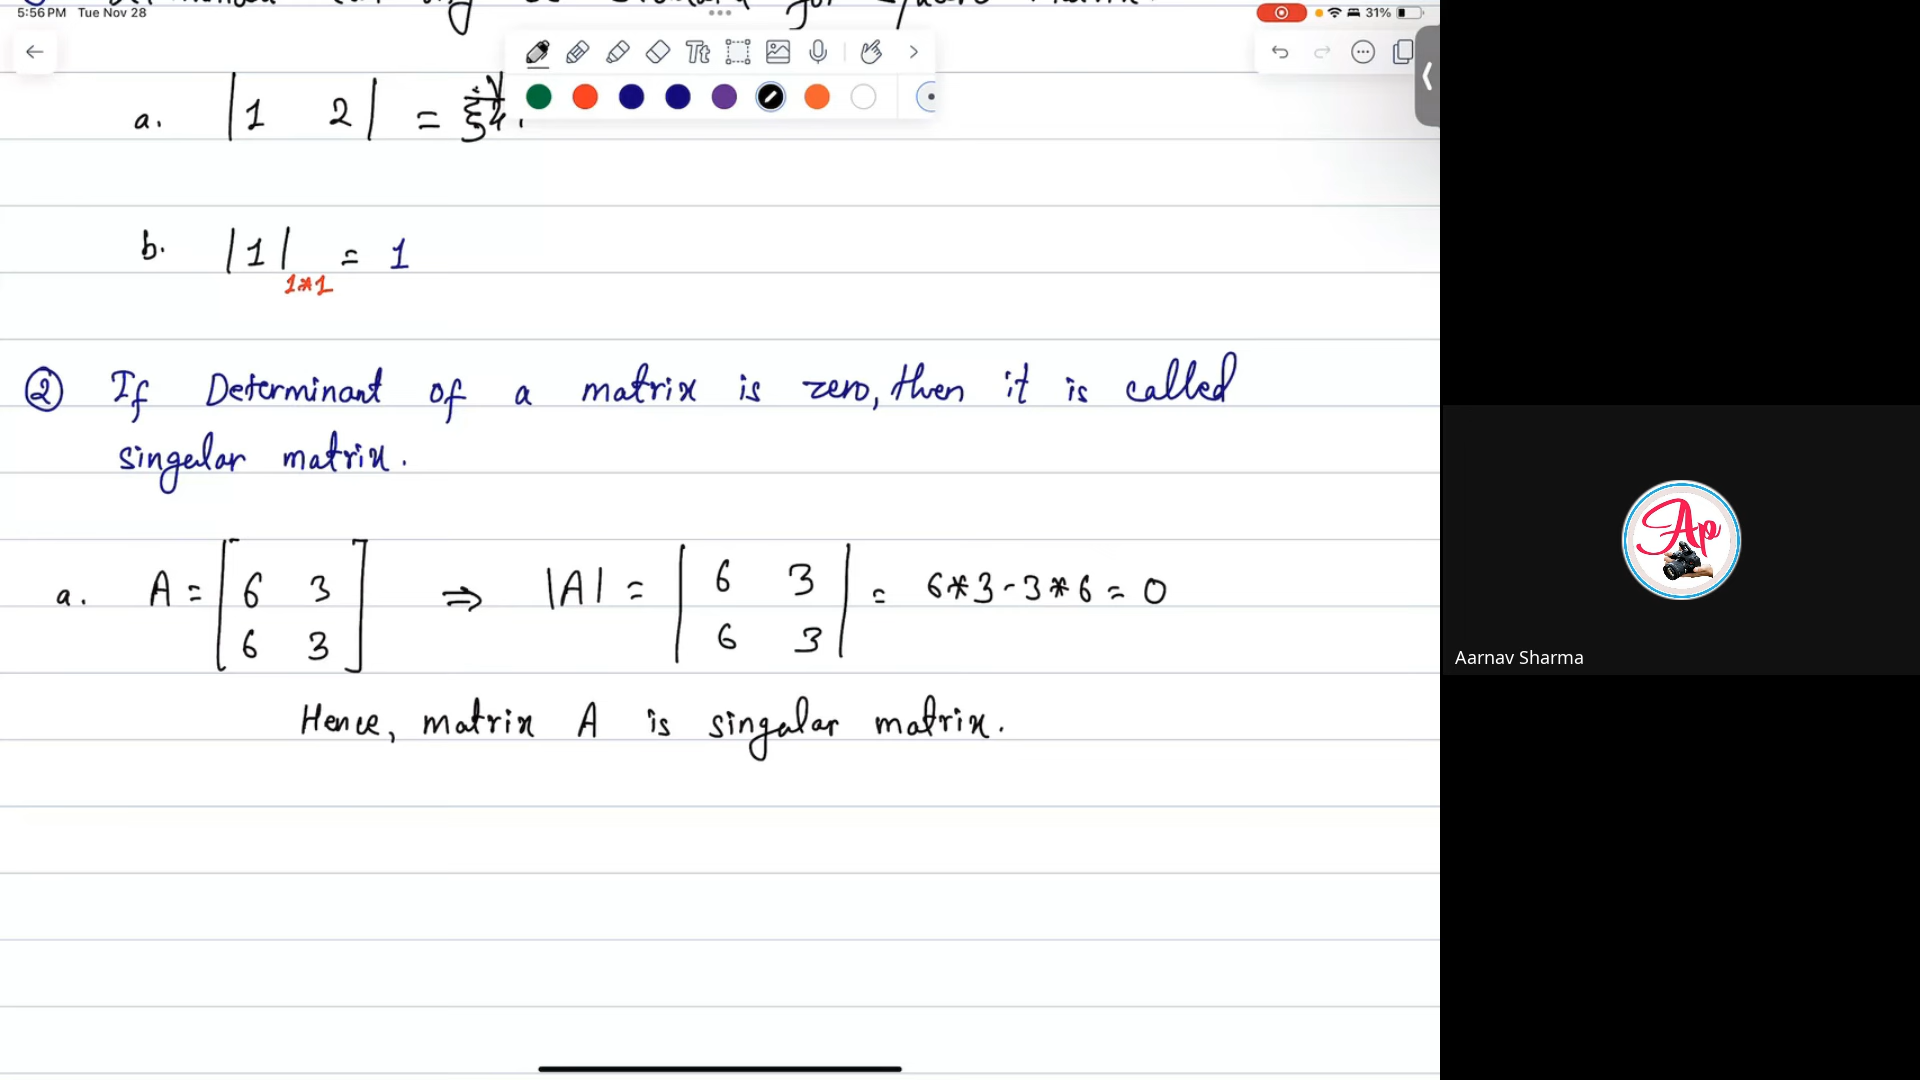 5:56 PM Tue Nov 28
31%
Tt
a. |1 2| =
b. |1| = 1
1*1
② If Determinant of a matrix is zero, then it is called
singular matrix.
a. A = [6 3 ⇒ |A| = |6 3| = 6*3-3*6 = 0
6 3] |6 3|
Hence, matrix A is singular matrix.
Ap
Aarnav Sharma